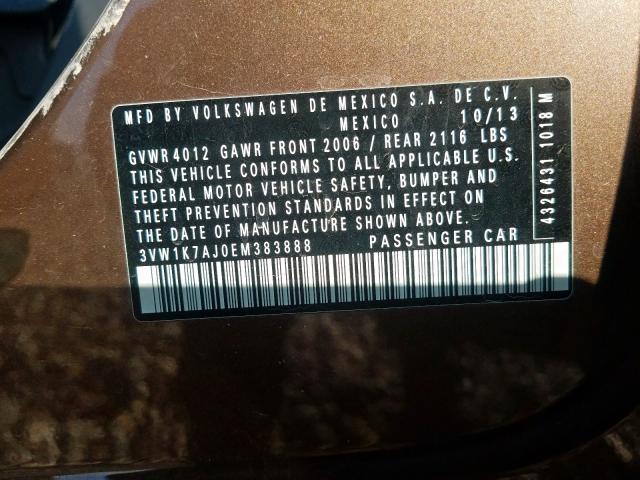 MFD BY VOLKSWAGEN DE MEXICO S.A. DE C.V.
MEXICO 10/13
GVWR 4012 GAWR FRONT 2006 / REAR 2116 LBS
THIS VEHICLE CONFORMS TO ALL APPLICABLE U.S.
FEDERAL MOTOR VEHICLE SAFETY, BUMPER AND
THEFT PREVENTION STANDARDS IN EFFECT ON
THE DATE OF MANUFACTURE SHOWN ABOVE.
3VW1K7AJ0EM383888 PASSENGER CAR
4326431 1018 M